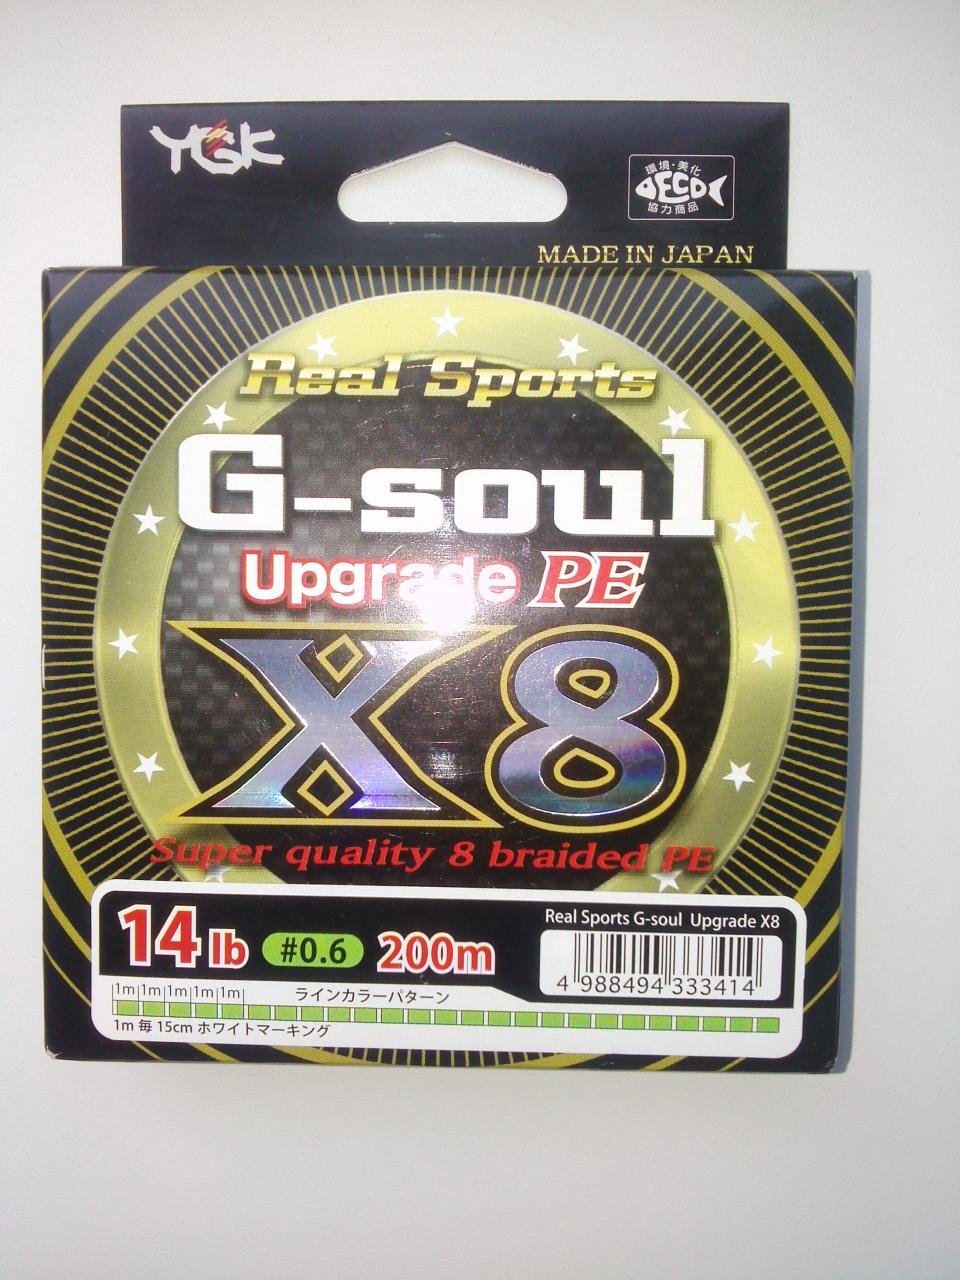 YGK
環境・美化
DECO
協力商品
MADE IN JAPAN
Real Sports
G-soul
Upgrade PE
X8
Super quality 8 braided PE
14 lb #0.6 200m
Real Sports G-soul Upgrade X8
4 988494 333414
1m 1m 1m 1m 1m
ラインカラーパターン
1m 毎 15cm ホワイトマーキング